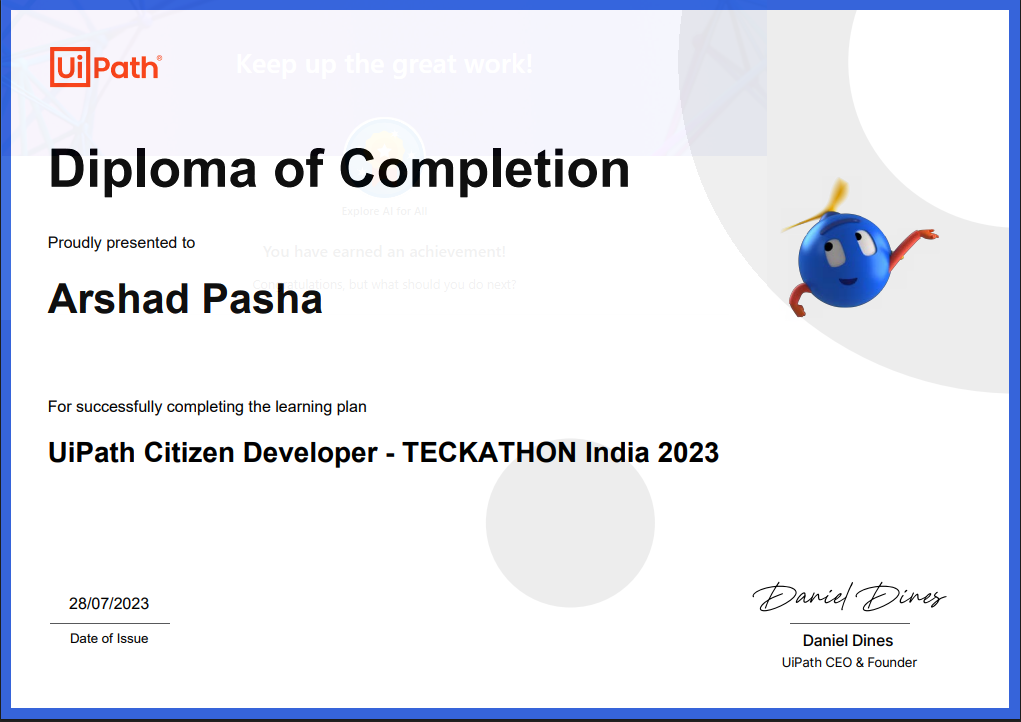 UiPath®
Keep up the great work!
Diploma of Completion
Explore AI for All
Proudly presented to
You have earned an achievement!
Congratulations, but what should you do next?
Arshad Pasha
For successfully completing the learning plan
UiPath Citizen Developer - TECKATHON India 2023
28/07/2023
Date of Issue
Daniel Dines
Daniel Dines
UiPath CEO & Founder